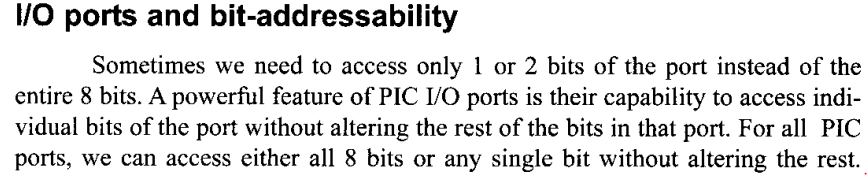 I/O ports and bit-addressability
Sometimes we need to access only 1 or 2 bits of the port instead of the
entire 8 bits. A powerful feature of PIC I/O ports is their capability to access indi-
vidual bits of the port without altering the rest of the bits in that port. For all PIC
ports, we can access either all 8 bits or any single bit without altering the rest.